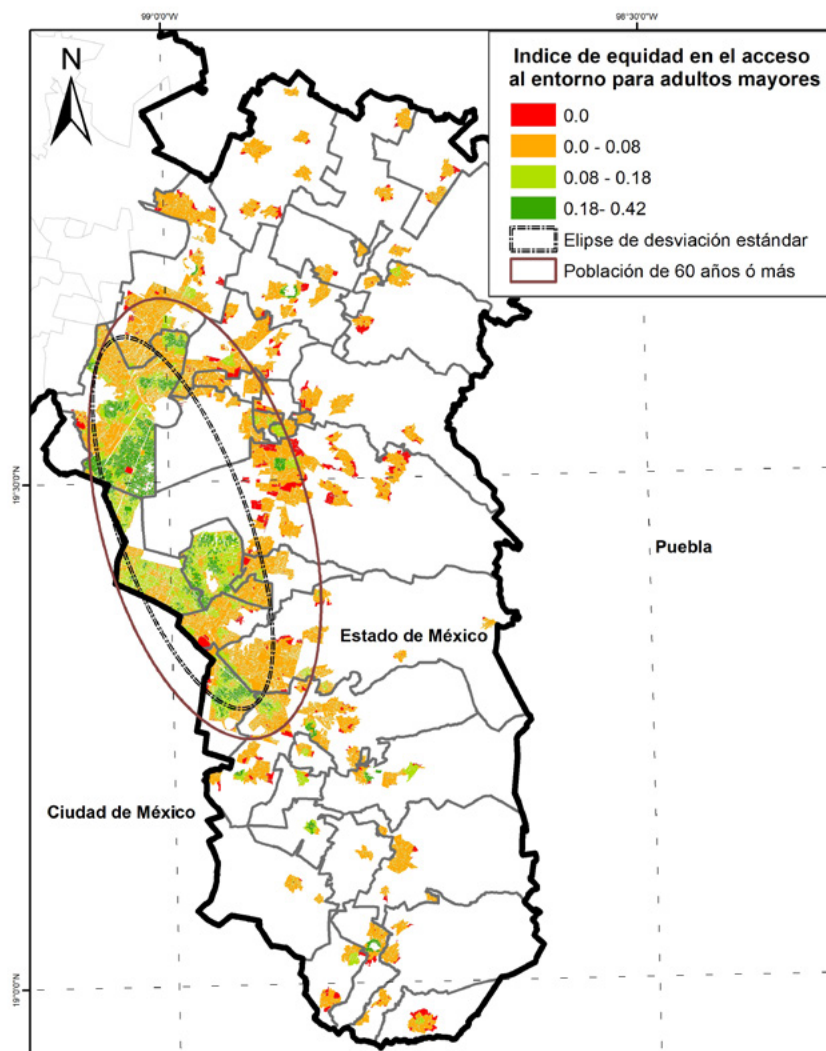 99°0'0"W
98°30'0"W
N
Indice de equidad en el acceso
al entorno para adultos mayores
0.0
0.0 - 0.08
0.08 - 0.18
0.18- 0.42
Elipse de desviación estándar
Población de 60 años ó más
19°30'0"N
Puebla
Estado de México
Ciudad de México
19°0'0"N